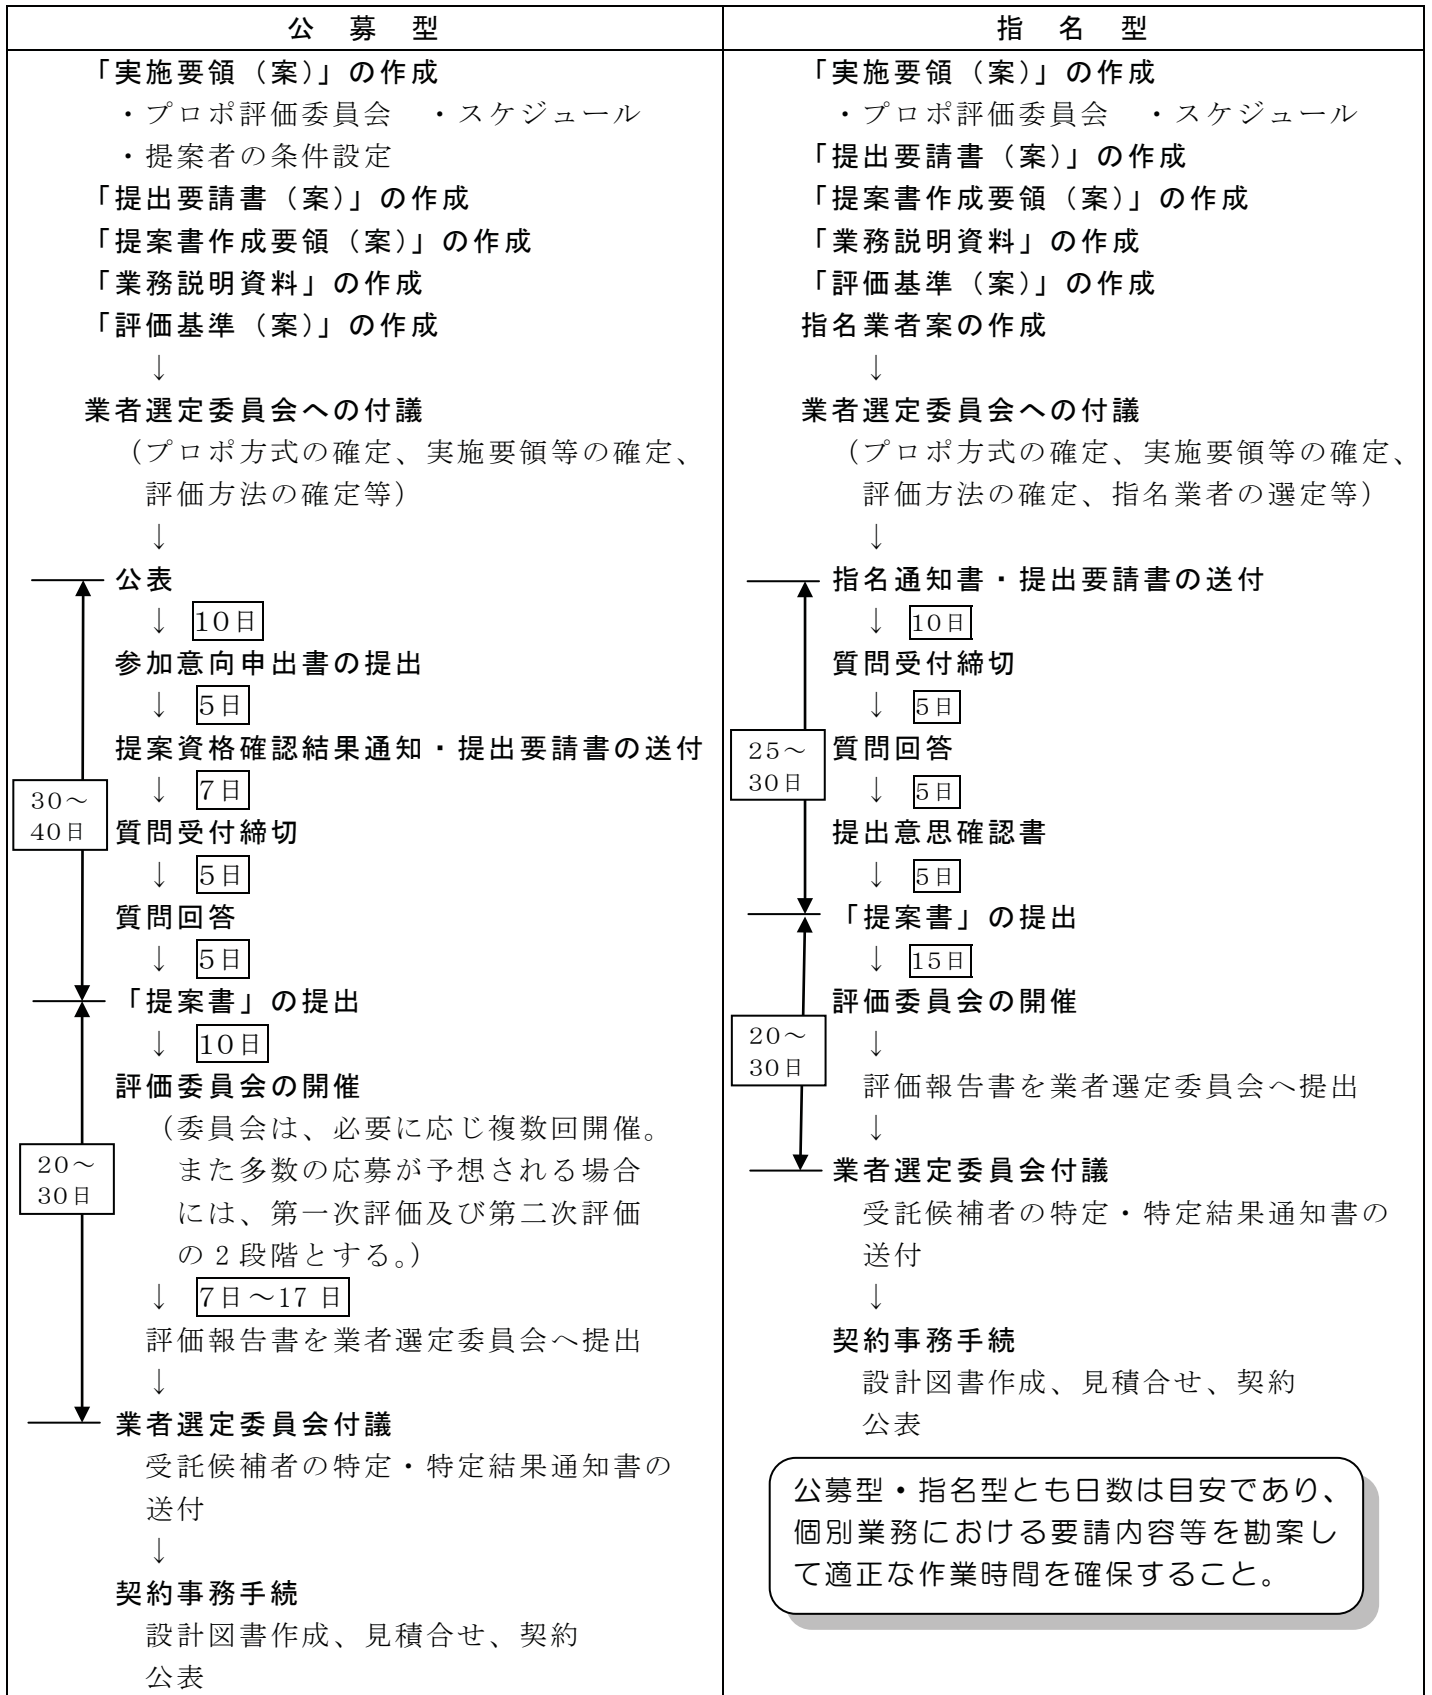 公　募　型
「実施要領（案）」の作成
・プロポ評価委員会　・スケジュール
・提案者の条件設定
「提出要請書（案）」の作成
「提案書作成要領（案）」の作成
「業務説明資料」の作成
「評価基準（案）」の作成
↓
業者選定委員会への付議
（プロポ方式の確定、実施要領等の確定、
評価方法の確定等）
↓
公表
↓ 10日
参加意向申出書の提出
↓ 5日
提案資格確認結果通知・提出要請書の送付
↓ 7日
30～
40日
質問受付締切
↓ 5日
質問回答
↓ 5日
「提案書」の提出
↓ 10日
評価委員会の開催
（委員会は、必要に応じ複数回開催。
また多数の応募が予想される場合
には、第一次評価及び第二次評価
の2段階とする。）
20～
30日
↓ 7日～17日
評価報告書を業者選定委員会へ提出
↓
業者選定委員会付議
受託候補者の特定・特定結果通知書の
送付
↓
契約事務手続
設計図書作成、見積合せ、契約
公表
指　名　型
「実施要領（案）」の作成
・プロポ評価委員会　・スケジュール
「提出要請書（案）」の作成
「提案書作成要領（案）」の作成
「業務説明資料」の作成
「評価基準（案）」の作成
指名業者案の作成
↓
業者選定委員会への付議
（プロポ方式の確定、実施要領等の確定、
評価方法の確定、指名業者の選定等）
↓
指名通知書・提出要請書の送付
↓ 10日
質問受付締切
↓ 5日
25～
30日
質問回答
↓ 5日
提出意思確認書
↓ 5日
「提案書」の提出
↓ 15日
評価委員会の開催
20～
30日
↓
評価報告書を業者選定委員会へ提出
↓
業者選定委員会付議
受託候補者の特定・特定結果通知書の
送付
↓
契約事務手続
設計図書作成、見積合せ、契約
公表
公募型・指名型とも日数は目安であり、
個別業務における要請内容等を勘案し
て適正な作業時間を確保すること。